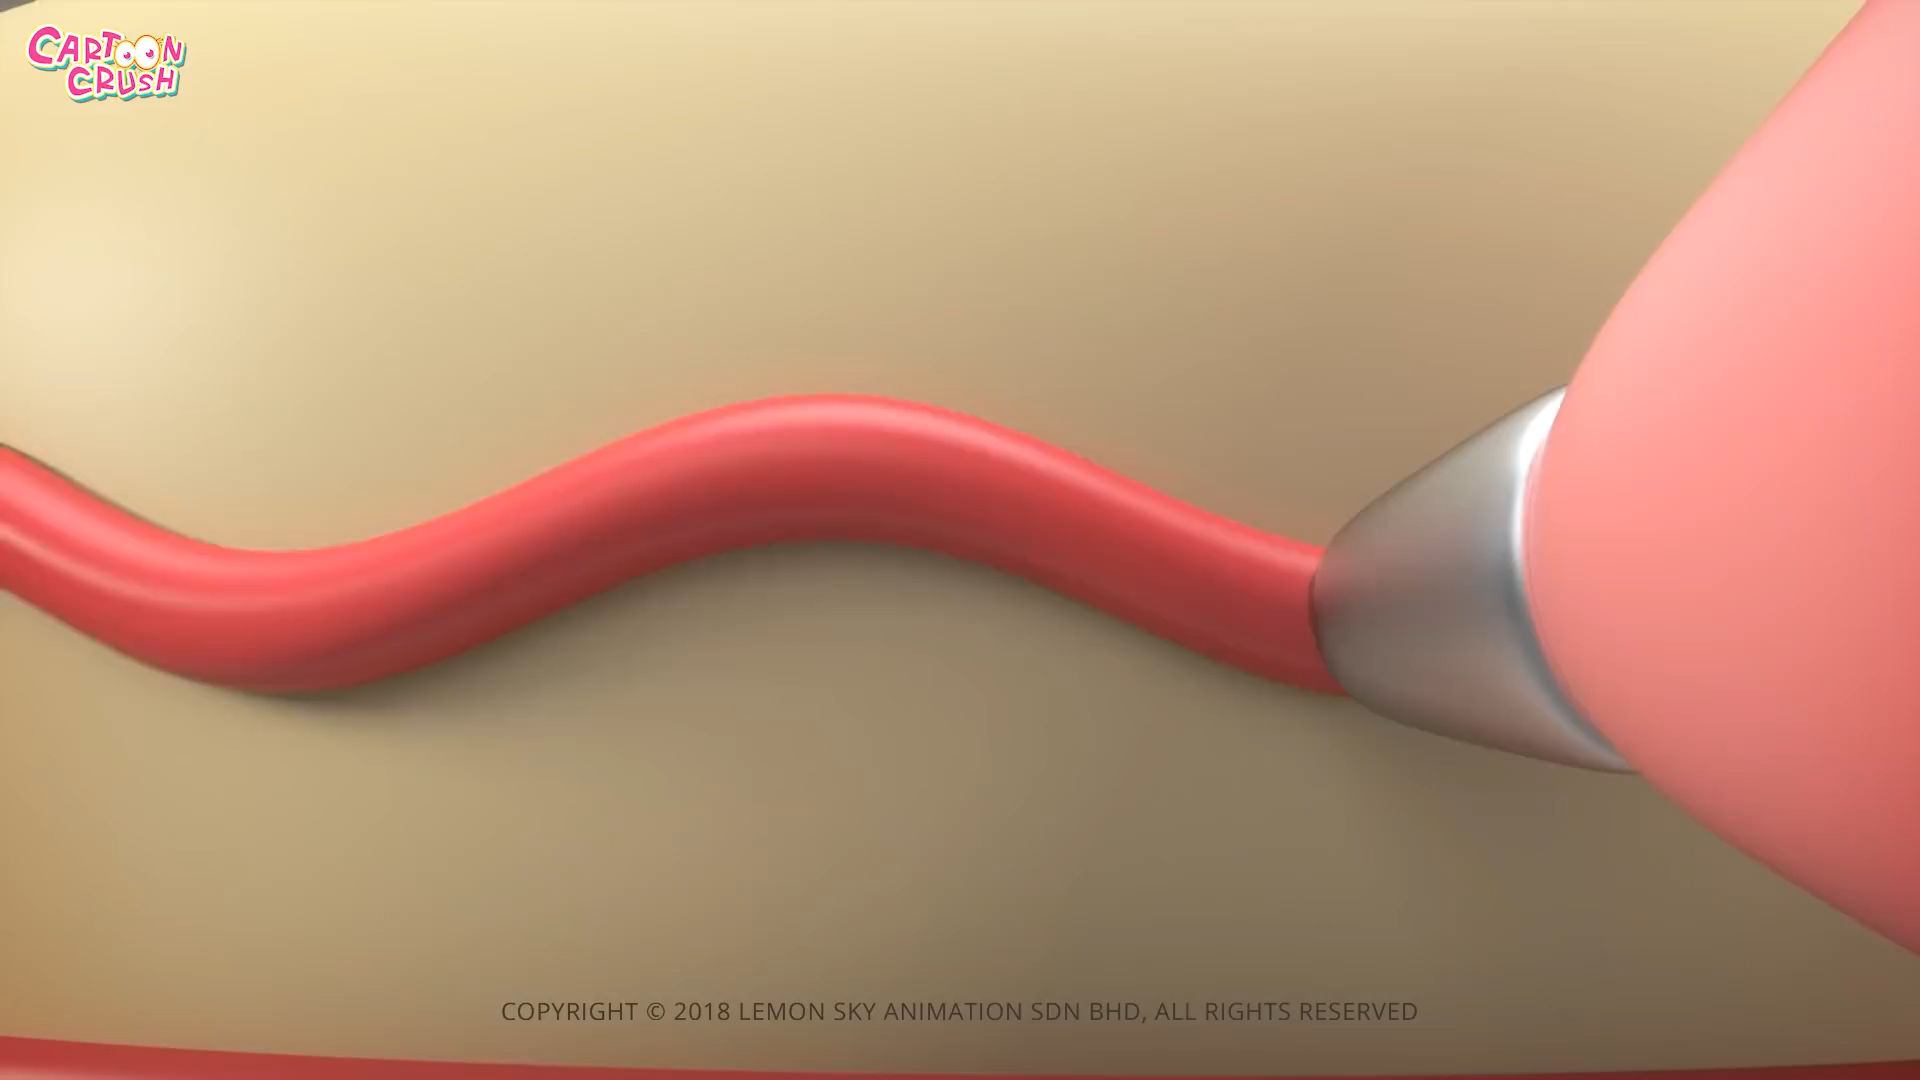 CARTOON
CRUSH
COPYRIGHT © 2018 LEMON SKY ANIMATION SDN BHD, ALL RIGHTS RESERVED